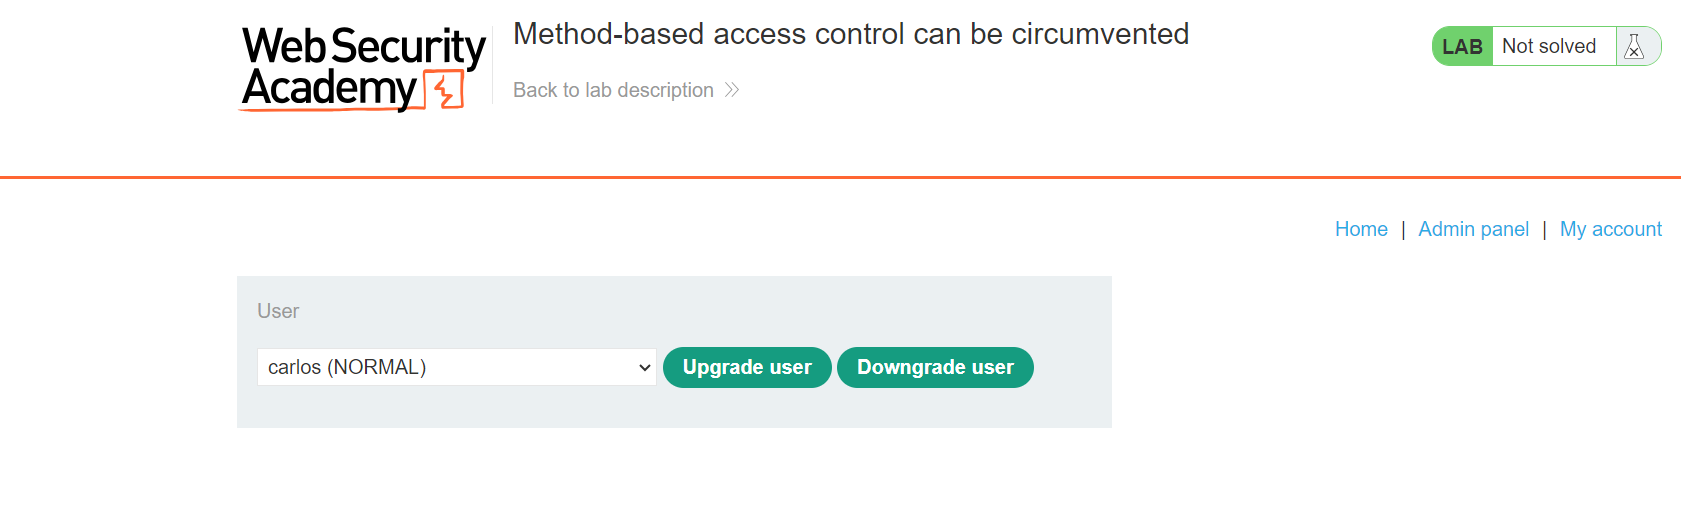 Web Security
Academy
Method-based access control can be circumvented
Back to lab description
LAB Not solved
Home | Admin panel | My account
User
carlos (NORMAL) Upgrade user Downgrade user